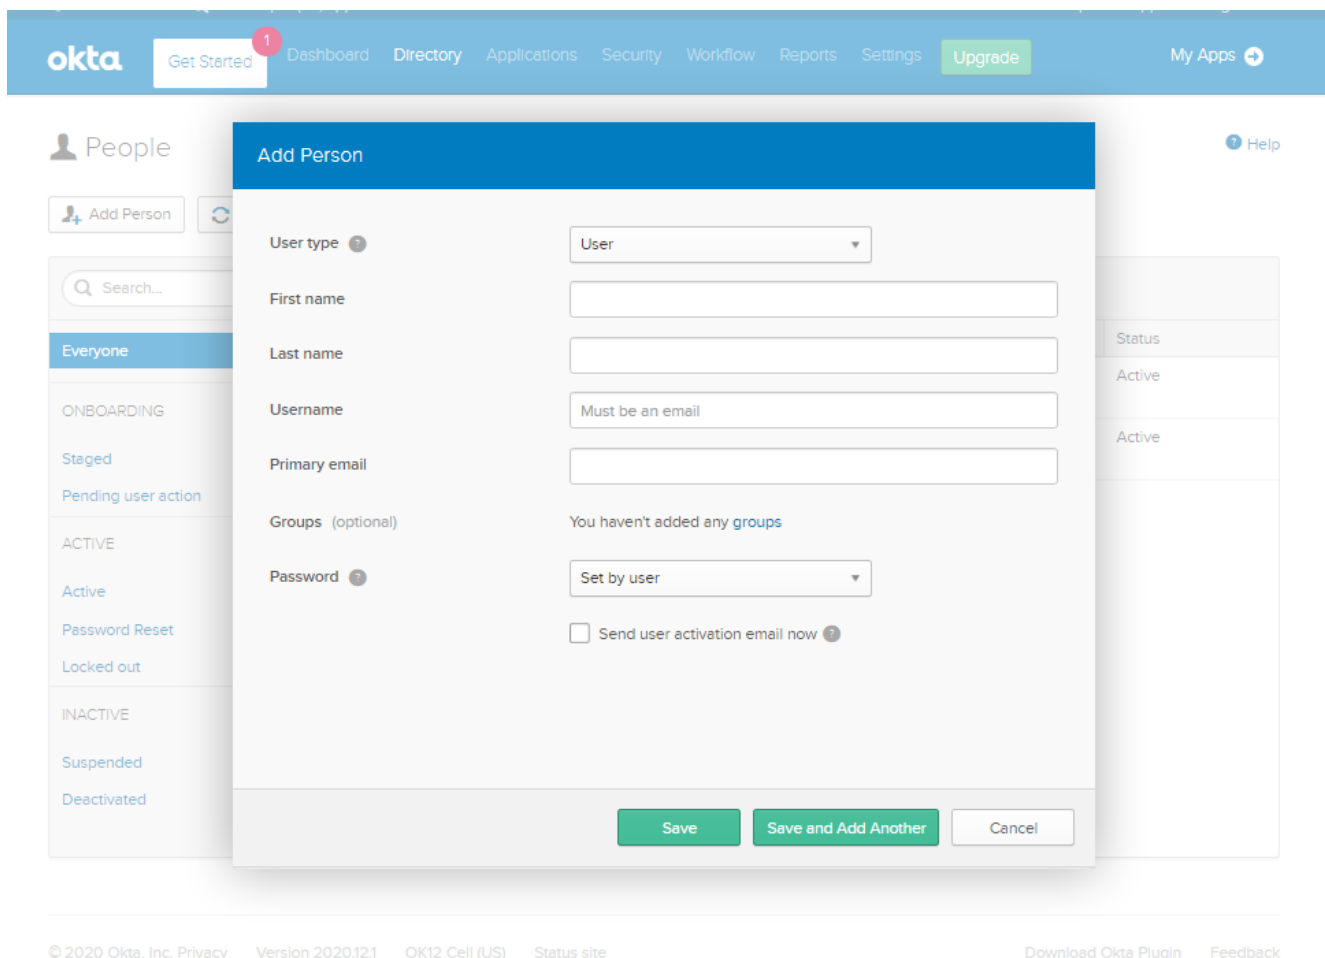 okta
Get Started
1
Dashboard
Directory
Applications
Security
Workflow
Reports
Settings
Upgrade
My Apps
People
Help
Add Person
Search...
Everyone
ONBOARDING
Staged
Pending user action
ACTIVE
Active
Password Reset
Locked out
INACTIVE
Suspended
Deactivated
Status
Active
Active
Add Person
User type ?
User
First name
Last name
Username
Must be an email
Primary email
Groups (optional)
You haven't added any groups
Password ?
Set by user
Send user activation email now ?
Save
Save and Add Another
Cancel
© 2020 Okta, Inc. Privacy
Version 2020.12.1
OK12 Cell (US)
Status site
Download Okta Plugin
Feedback